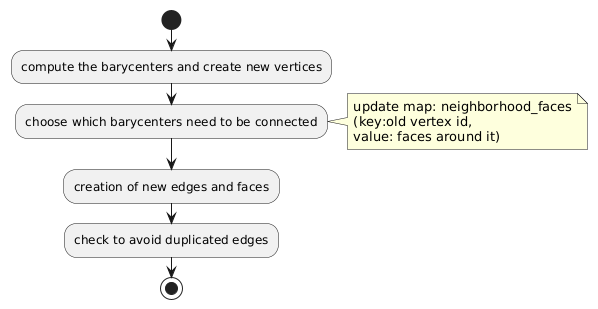 compute the barycenters and create new vertices
choose which barycenters need to be connected
update map: neighborhood_faces
(key:old vertex id,
value: faces around it)
creation of new edges and faces
check to avoid duplicated edges